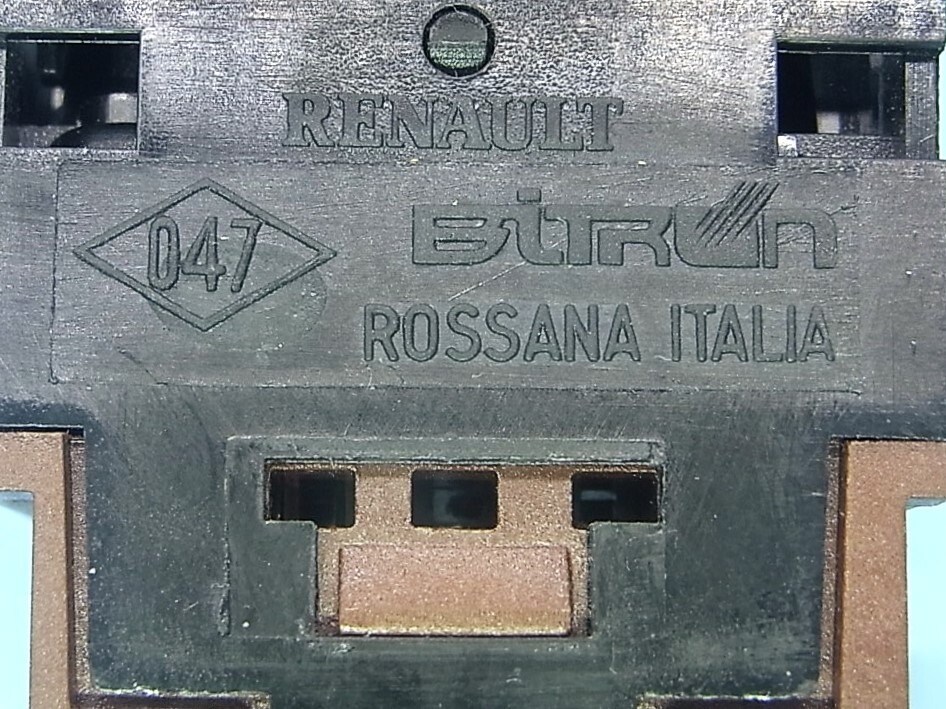 RENAULT
047
BiTRON
ROSSANA ITALIA